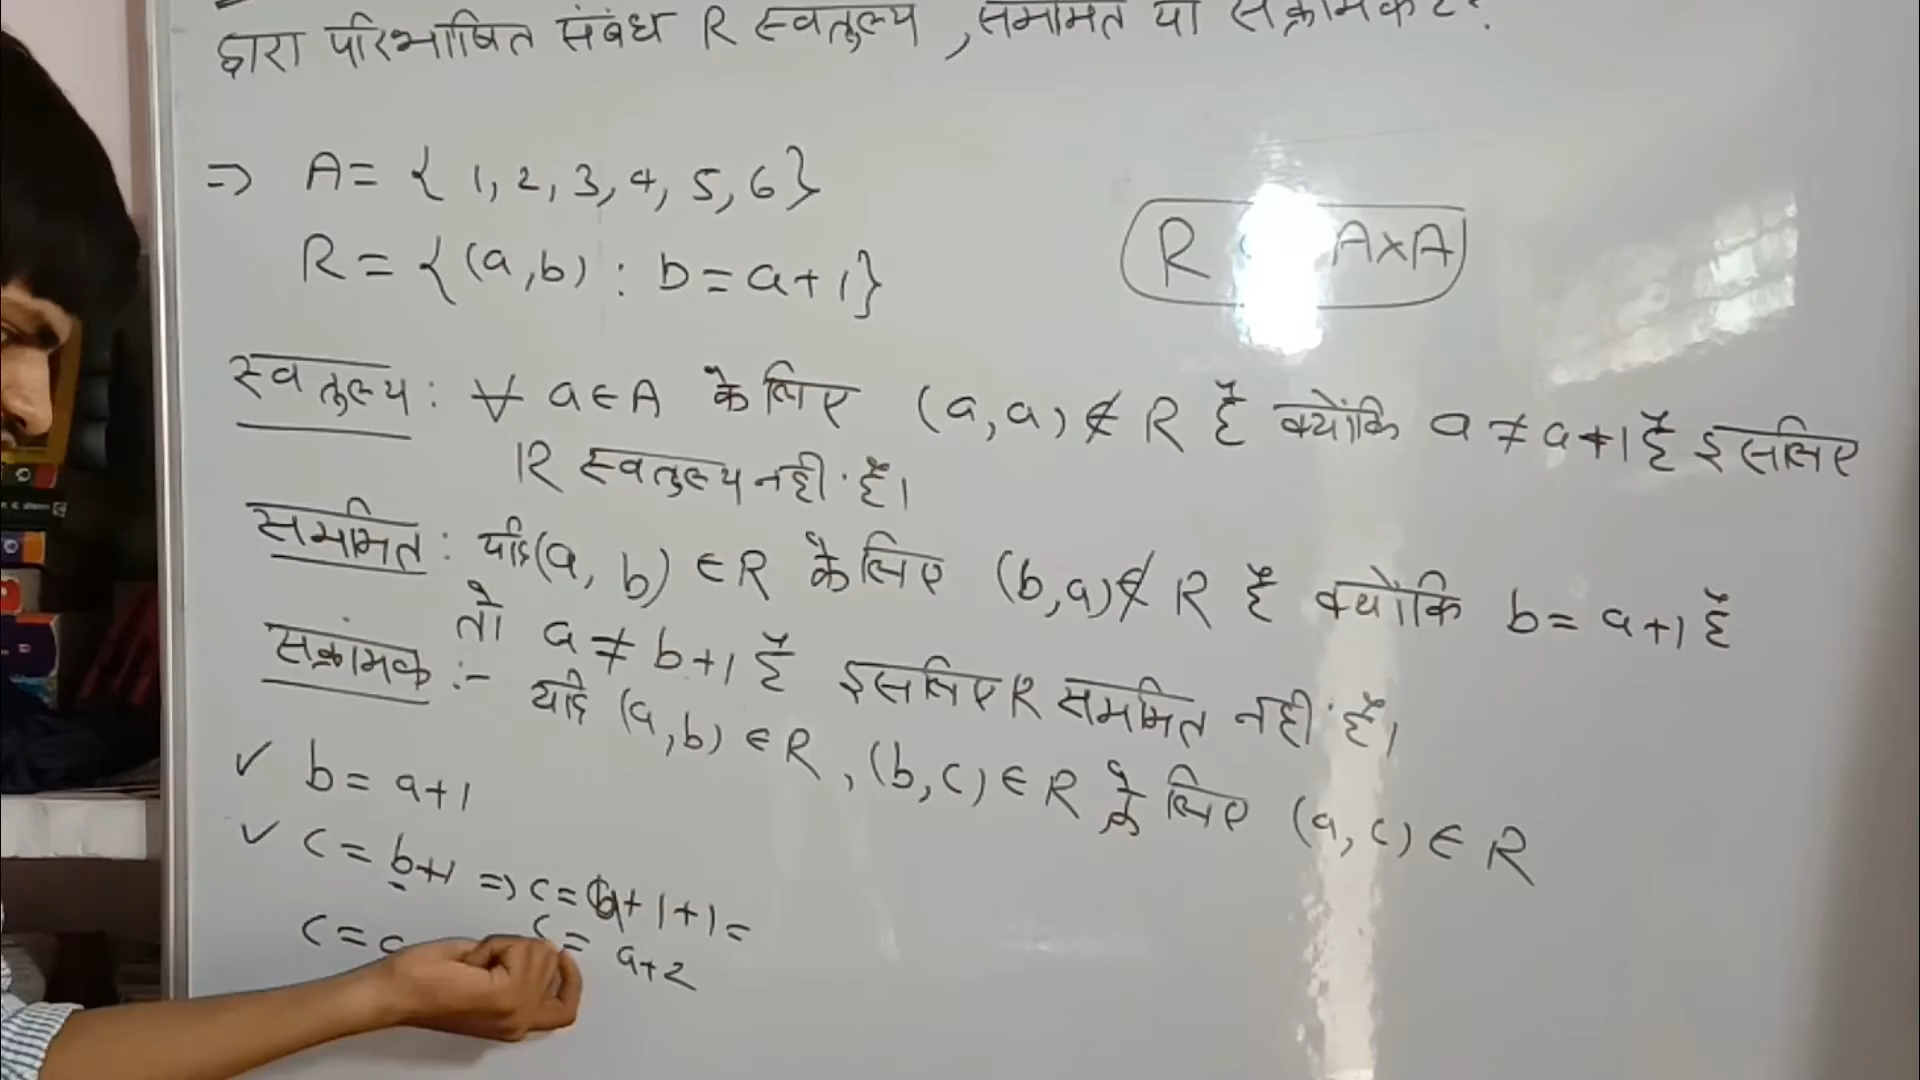 द्वारा परिभाषित संबंध R स्वतुल्य, सममित या संक्रामक है?
⇒ A = { 1, 2, 3, 4, 5, 6}
R = {(a,b) : b = a+1}
R A×A
स्वतुल्य : ∀ a∈A के लिए (a,a) ∉ R है क्योंकि a ≠ a+1 है इसलिए
R स्वतुल्य नहीं है।
सममित : यदि (a, b) ∈R के लिए (b,a) ∉ R है क्योंकि b = a+1 है
तो a ≠ b+1 है इसलिए R सममित नहीं है।
सक्रांमक :- यदि (a,b) ∈ R, (b,c) ∈ R के लिए (a,c) ∈ R
✓ b = a+1
✓ c = b+1 ⇒ c = a+1+1 =
c = a c = a+2